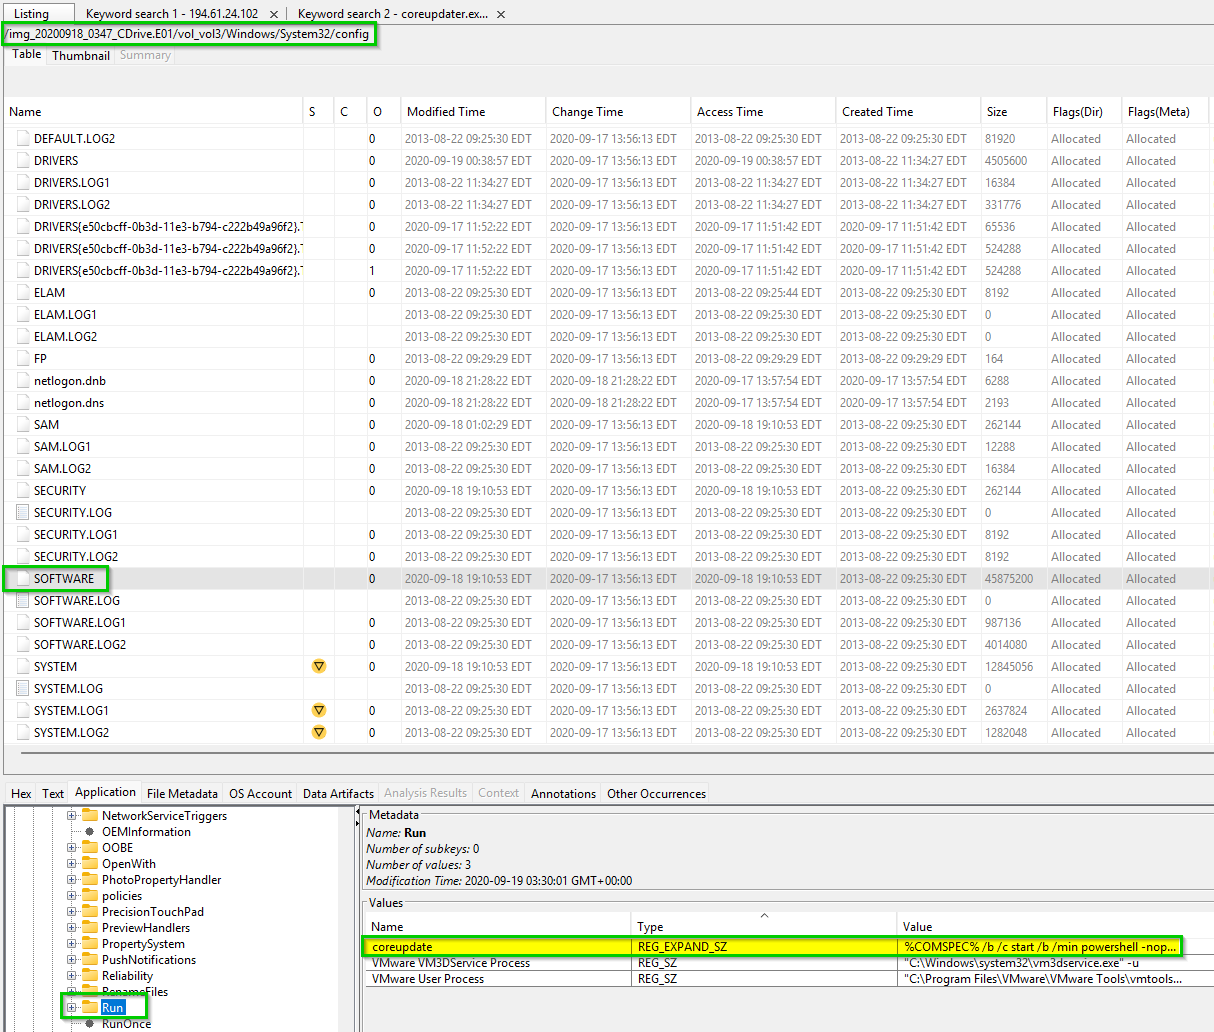 Listing Keyword search 1 - 194.61.24.102 × Keyword search 2 - coreupdater.ex... ×
/img_20200918_0347_CDrive.E01/vol_vol3/Windows/System32/config
Table Thumbnail Summary
Name S C O Modified Time Change Time Access Time Created Time Size Flags(Dir) Flags(Meta)
DEFAULT.LOG2 0 2013-08-22 09:25:30 EDT 2020-09-17 13:56:13 EDT 2013-08-22 09:25:30 EDT 2013-08-22 09:25:30 EDT 81920 Allocated Allocated
DRIVERS 0 2020-09-19 00:38:57 EDT 2020-09-17 13:56:13 EDT 2020-09-19 00:38:57 EDT 2013-08-22 11:34:27 EDT 4505600 Allocated Allocated
DRIVERS.LOG1 0 2013-08-22 11:34:27 EDT 2020-09-17 13:56:13 EDT 2013-08-22 11:34:27 EDT 2013-08-22 11:34:27 EDT 16384 Allocated Allocated
DRIVERS.LOG2 0 2013-08-22 11:34:27 EDT 2020-09-17 13:56:13 EDT 2013-08-22 11:34:27 EDT 2013-08-22 11:34:27 EDT 331776 Allocated Allocated
DRIVERS{e50cbcff-0b3d-11e3-b794-c222b49a96f2}. 0 2020-09-17 11:52:22 EDT 2020-09-17 13:56:13 EDT 2020-09-17 11:51:42 EDT 2020-09-17 11:51:42 EDT 65536 Allocated Allocated
DRIVERS{e50cbcff-0b3d-11e3-b794-c222b49a96f2}. 0 2020-09-17 11:52:22 EDT 2020-09-17 13:56:13 EDT 2020-09-17 11:51:42 EDT 2020-09-17 11:51:42 EDT 524288 Allocated Allocated
DRIVERS{e50cbcff-0b3d-11e3-b794-c222b49a96f2}. 1 2020-09-17 11:52:22 EDT 2020-09-17 13:56:13 EDT 2020-09-17 11:51:42 EDT 2020-09-17 11:51:42 EDT 524288 Allocated Allocated
ELAM 0 2013-08-22 09:25:30 EDT 2020-09-17 13:56:13 EDT 2013-08-22 09:25:44 EDT 2013-08-22 09:25:30 EDT 8192 Allocated Allocated
ELAM.LOG1 2013-08-22 09:25:30 EDT 2020-09-17 13:56:13 EDT 2013-08-22 09:25:30 EDT 2013-08-22 09:25:30 EDT 0 Allocated Allocated
ELAM.LOG2 2013-08-22 09:25:30 EDT 2020-09-17 13:56:13 EDT 2013-08-22 09:25:30 EDT 2013-08-22 09:25:30 EDT 0 Allocated Allocated
FP 0 2013-08-22 09:29:29 EDT 2020-09-17 13:56:13 EDT 2013-08-22 09:29:29 EDT 2013-08-22 09:29:29 EDT 164 Allocated Allocated
netlogon.dnb 0 2020-09-18 21:28:22 EDT 2020-09-18 21:28:22 EDT 2020-09-17 13:57:54 EDT 2020-09-17 13:57:54 EDT 6288 Allocated Allocated
netlogon.dns 0 2020-09-18 21:28:22 EDT 2020-09-18 21:28:22 EDT 2020-09-17 13:57:54 EDT 2020-09-17 13:57:54 EDT 2193 Allocated Allocated
SAM 0 2020-09-18 01:02:29 EDT 2020-09-17 13:56:13 EDT 2020-09-18 19:10:53 EDT 2013-08-22 09:25:30 EDT 262144 Allocated Allocated
SAM.LOG1 0 2013-08-22 09:25:30 EDT 2020-09-17 13:56:13 EDT 2013-08-22 09:25:30 EDT 2013-08-22 09:25:30 EDT 12288 Allocated Allocated
SAM.LOG2 0 2013-08-22 09:25:30 EDT 2020-09-17 13:56:13 EDT 2013-08-22 09:25:30 EDT 2013-08-22 09:25:30 EDT 16384 Allocated Allocated
SECURITY 0 2020-09-18 19:10:53 EDT 2020-09-17 13:56:13 EDT 2020-09-18 19:10:53 EDT 2013-08-22 09:25:30 EDT 262144 Allocated Allocated
SECURITY.LOG 2013-08-22 09:25:30 EDT 2020-09-17 13:56:13 EDT 2013-08-22 09:25:30 EDT 2013-08-22 09:25:30 EDT 0 Allocated Allocated
SECURITY.LOG1 0 2013-08-22 09:25:30 EDT 2020-09-17 13:56:13 EDT 2013-08-22 09:25:30 EDT 2013-08-22 09:25:30 EDT 8192 Allocated Allocated
SECURITY.LOG2 0 2013-08-22 09:25:30 EDT 2020-09-17 13:56:13 EDT 2013-08-22 09:25:30 EDT 2013-08-22 09:25:30 EDT 8192 Allocated Allocated
SOFTWARE 0 2020-09-18 19:10:53 EDT 2020-09-17 13:56:13 EDT 2020-09-18 19:10:53 EDT 2013-08-22 09:25:30 EDT 45875200 Allocated Allocated
SOFTWARE.LOG 2013-08-22 09:25:30 EDT 2020-09-17 13:56:13 EDT 2013-08-22 09:25:30 EDT 2013-08-22 09:25:30 EDT 0 Allocated Allocated
SOFTWARE.LOG1 0 2013-08-22 09:25:30 EDT 2020-09-17 13:56:13 EDT 2013-08-22 09:25:30 EDT 2013-08-22 09:25:30 EDT 987136 Allocated Allocated
SOFTWARE.LOG2 0 2013-08-22 09:25:30 EDT 2020-09-17 13:56:13 EDT 2013-08-22 09:25:30 EDT 2013-08-22 09:25:30 EDT 4014080 Allocated Allocated
SYSTEM 0 2020-09-18 19:10:53 EDT 2020-09-17 13:56:13 EDT 2020-09-18 19:10:53 EDT 2013-08-22 09:25:30 EDT 12845056 Allocated Allocated
SYSTEM.LOG 2013-08-22 09:25:30 EDT 2020-09-17 13:56:13 EDT 2013-08-22 09:25:30 EDT 2013-08-22 09:25:30 EDT 0 Allocated Allocated
SYSTEM.LOG1 0 2013-08-22 09:25:30 EDT 2020-09-17 13:56:13 EDT 2013-08-22 09:25:30 EDT 2013-08-22 09:25:30 EDT 2637824 Allocated Allocated
SYSTEM.LOG2 0 2013-08-22 09:25:30 EDT 2020-09-17 13:56:13 EDT 2013-08-22 09:25:30 EDT 2013-08-22 09:25:30 EDT 1282048 Allocated Allocated
Hex Text Application File Metadata OS Account Data Artifacts Analysis Results Context Annotations Other Occurrences
NetworkServiceTriggers
OEMInformation
OOBE
OpenWith
PhotoPropertyHandler
policies
PrecisionTouchPad
PreviewHandlers
PropertySystem
PushNotifications
Reliability
RenameFiles
Run
RunOnce
Metadata
Name: Run
Number of subkeys: 0
Number of values: 3
Modification Time: 2020-09-19 03:30:01 GMT+00:00
Values
Name Type Value
coreupdate REG_EXPAND_SZ %COMSPEC% /b /c start /b /min powershell -nop...
VMware VM3DService Process REG_SZ "C:\Windows\system32\vm3dservice.exe" -u
VMware User Process REG_SZ "C:\Program Files\VMware\VMware Tools\vmtools...